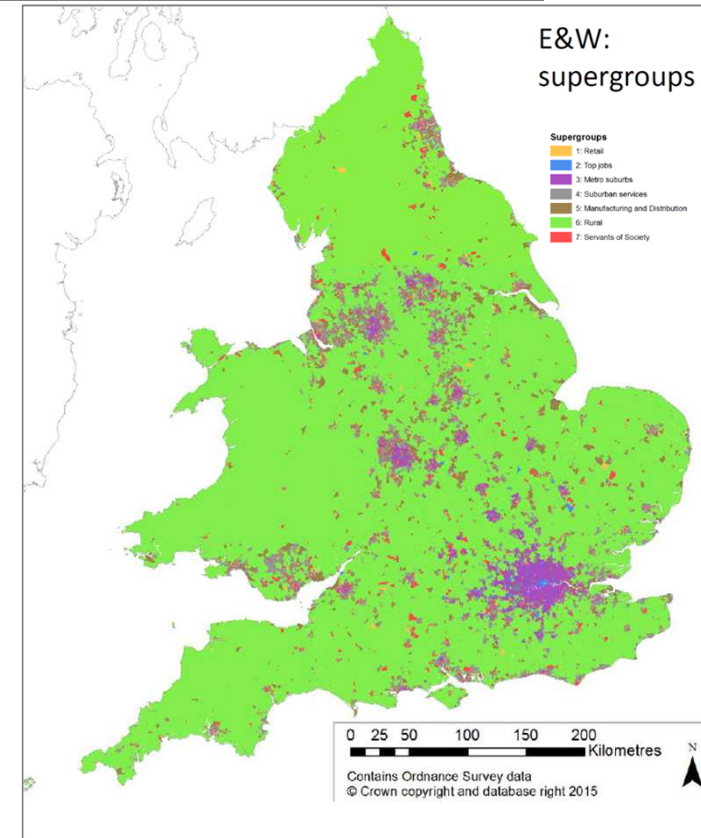 E&W:
supergroups
Supergroups
1: Retail
2: Top jobs
3: Metro suburbs
4: Suburban services
5: Manufacturing and Distribution
6: Rural
7: Servants of Society
0 25 50 100 150 200
Kilometres
N
Contains Ordnance Survey data
© Crown copyright and database right 2015